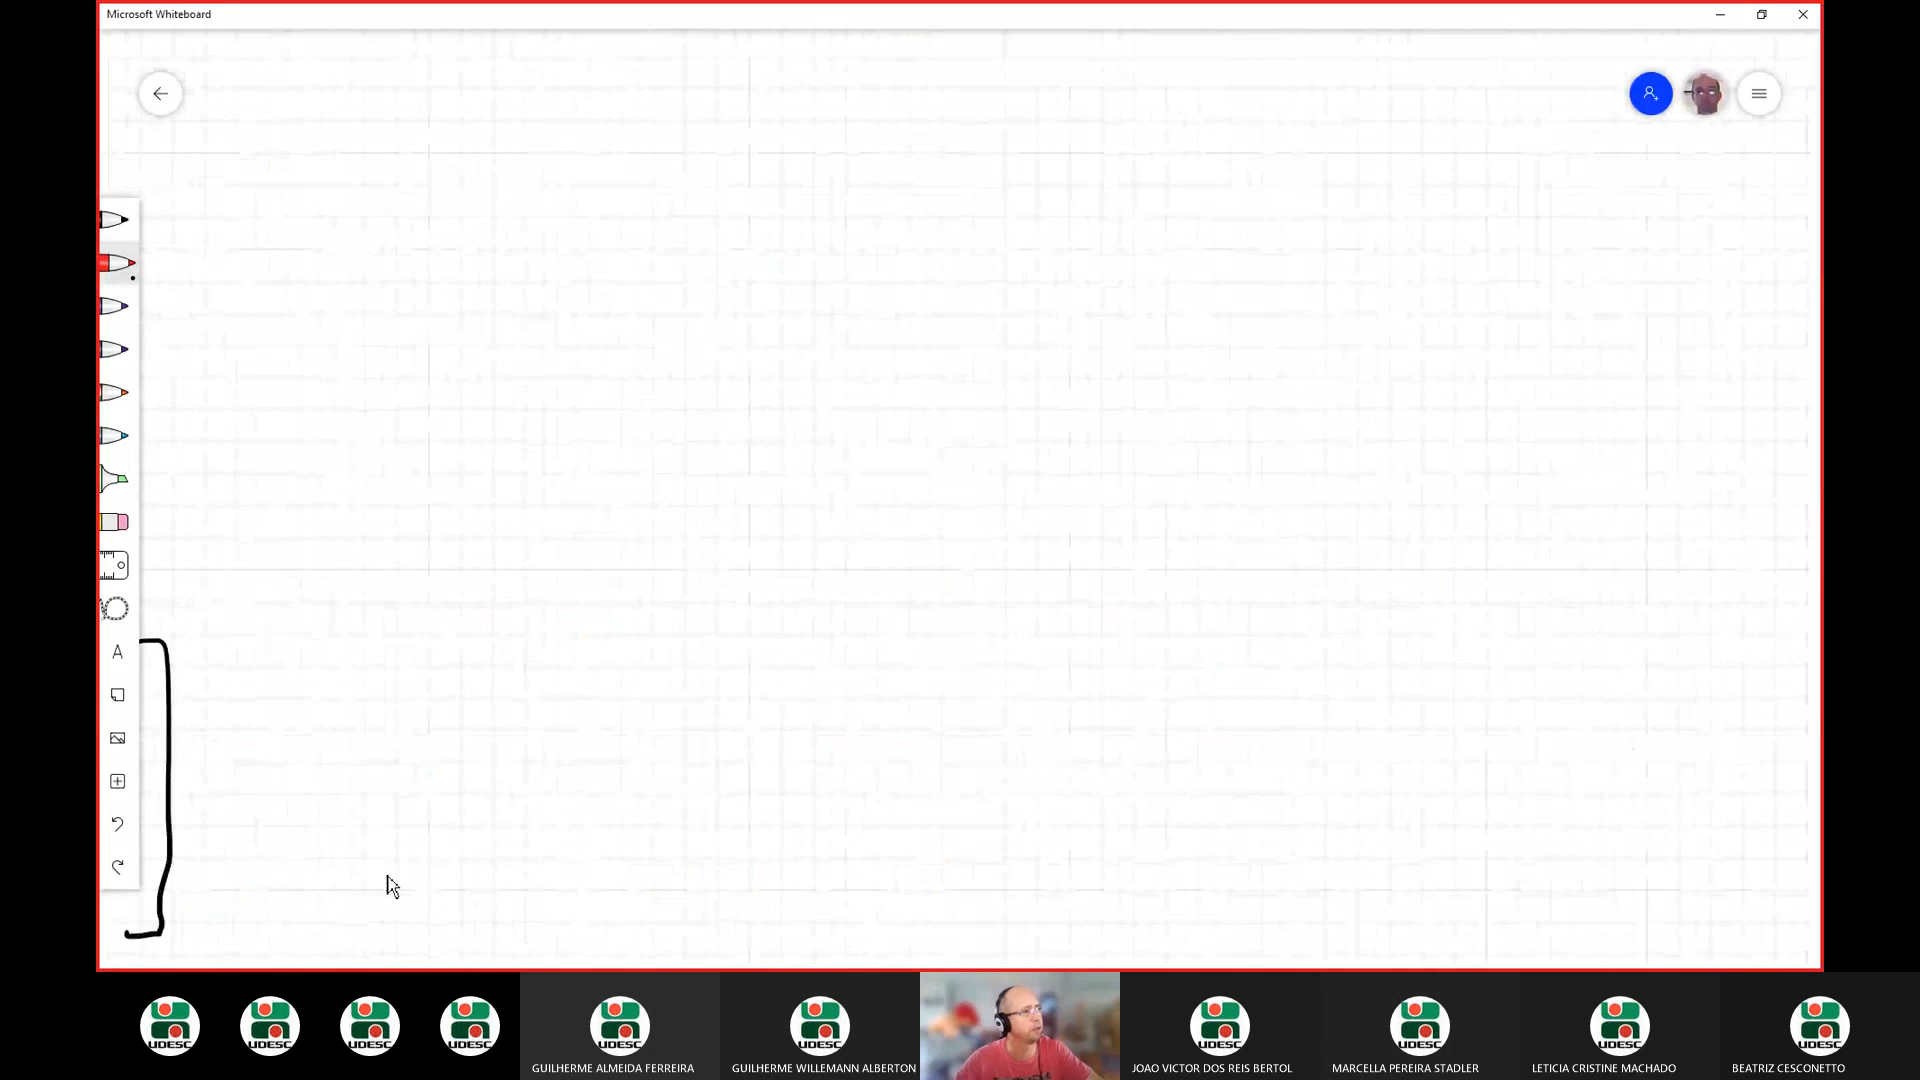 Microsoft Whiteboard
A
UDESC
UDESC
UDESC
UDESC
UDESC
UDESC
UDESC
UDESC
UDESC
UDESC
GUILHERME ALMEIDA FERREIRA
GUILHERME WILLEMANN ALBERTON
JOAO VICTOR DOS REIS BERTOL
MARCELLA PEREIRA STADLER
LETICIA CRISTINE MACHADO
BEATRIZ CESCONETTO